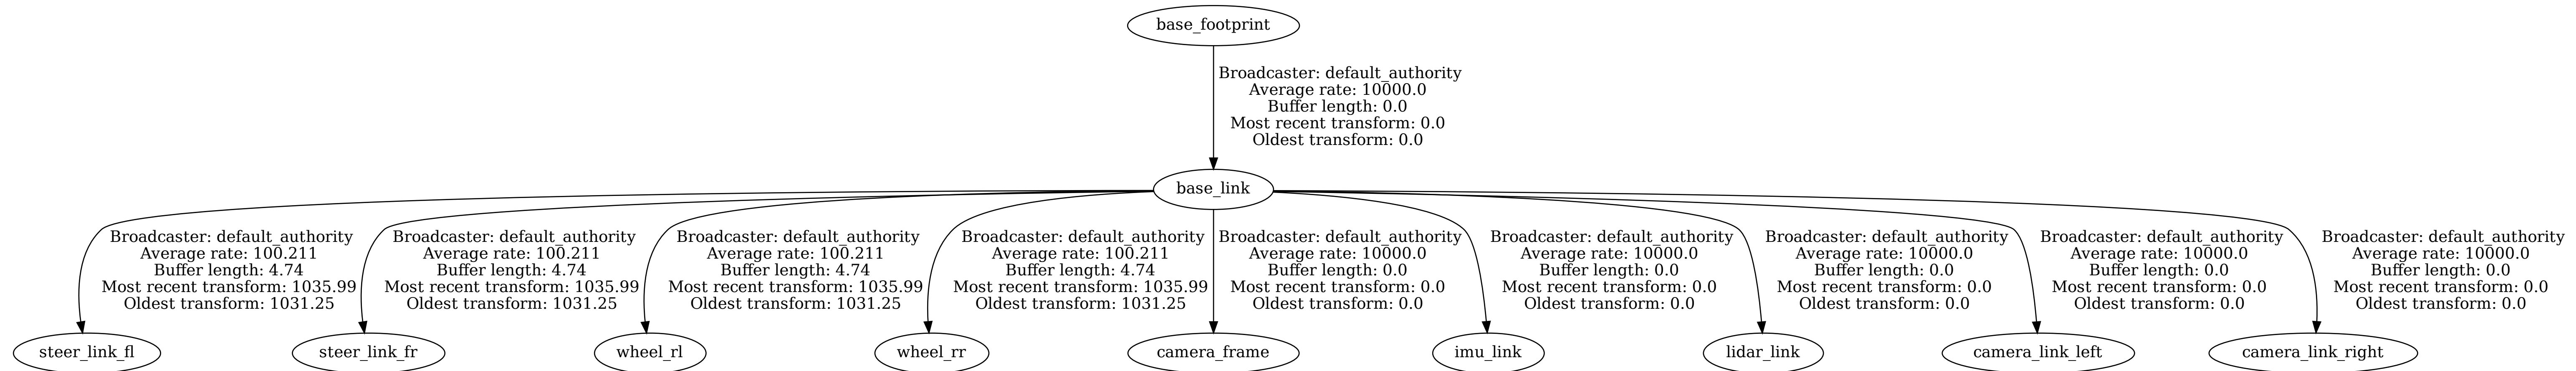 base_footprint
Broadcaster: default_authority
Average rate: 10000.0
Buffer length: 0.0
Most recent transform: 0.0
Oldest transform: 0.0
base_link
Broadcaster: default_authority
Average rate: 100.211
Buffer length: 4.74
Most recent transform: 1035.99
Oldest transform: 1031.25
Broadcaster: default_authority
Average rate: 100.211
Buffer length: 4.74
Most recent transform: 1035.99
Oldest transform: 1031.25
Broadcaster: default_authority
Average rate: 100.211
Buffer length: 4.74
Most recent transform: 1035.99
Oldest transform: 1031.25
Broadcaster: default_authority
Average rate: 100.211
Buffer length: 4.74
Most recent transform: 1035.99
Oldest transform: 1031.25
Broadcaster: default_authority
Average rate: 10000.0
Buffer length: 0.0
Most recent transform: 0.0
Oldest transform: 0.0
Broadcaster: default_authority
Average rate: 10000.0
Buffer length: 0.0
Most recent transform: 0.0
Oldest transform: 0.0
Broadcaster: default_authority
Average rate: 10000.0
Buffer length: 0.0
Most recent transform: 0.0
Oldest transform: 0.0
Broadcaster: default_authority
Average rate: 10000.0
Buffer length: 0.0
Most recent transform: 0.0
Oldest transform: 0.0
Broadcaster: default_authority
Average rate: 10000.0
Buffer length: 0.0
Most recent transform: 0.0
Oldest transform: 0.0
steer_link_fl
steer_link_fr
wheel_rl
wheel_rr
camera_frame
imu_link
lidar_link
camera_link_left
camera_link_right